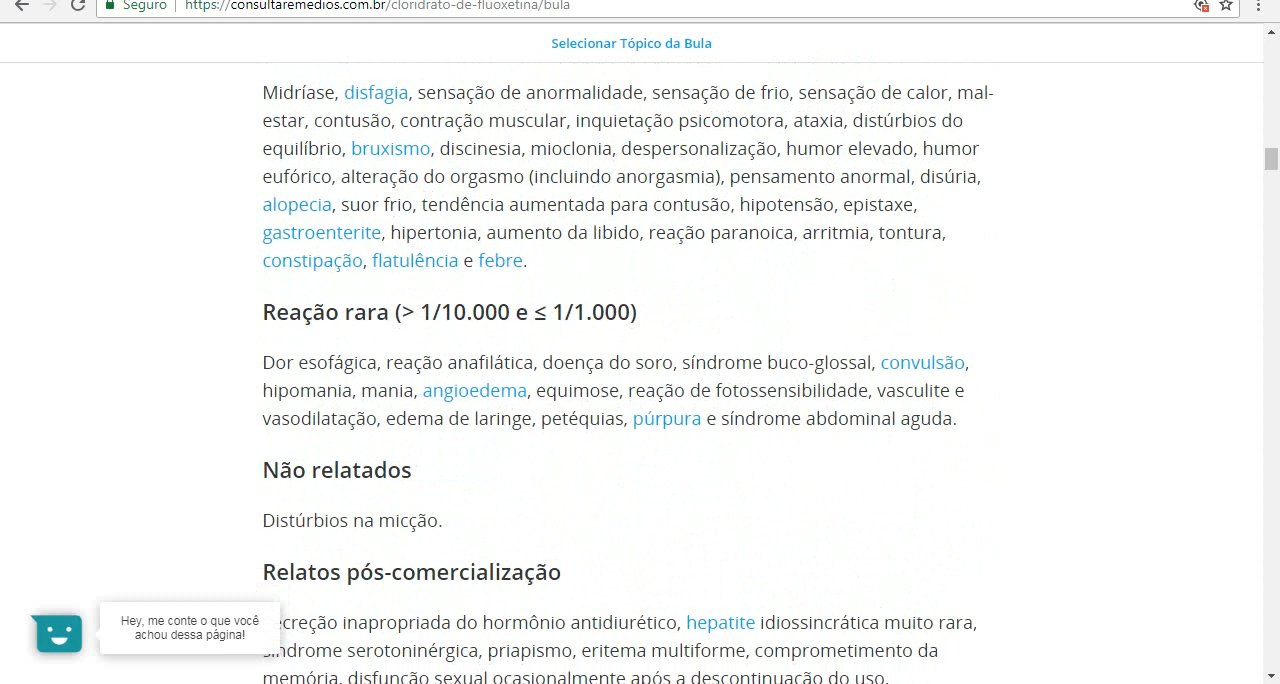 Seguro
https://consultaremedios.com.br/cloridrato-de-fluoxetina/bula
Selecionar Tópico da Bula
Midríase, disfagia, sensação de anormalidade, sensação de frio, sensação de calor, mal-
estar, contusão, contração muscular, inquietação psicomotora, ataxia, distúrbios do
equilíbrio, bruxismo, discinesia, mioclonia, despersonalização, humor elevado, humor
eufórico, alteração do orgasmo (incluindo anorgasmia), pensamento anormal, disúria,
alopecia, suor frio, tendência aumentada para contusão, hipotensão, epistaxe,
gastroenterite, hipertonia, aumento da libido, reação paranoica, arritmia, tontura,
constipação, flatulência e febre.
Reação rara (> 1/10.000 e ≤ 1/1.000)
Dor esofágica, reação anafilática, doença do soro, síndrome buco-glossal, convulsão,
hipomania, mania, angioedema, equimose, reação de fotossensibilidade, vasculite e
vasodilatação, edema de laringe, petéquias, púrpura e síndrome abdominal aguda.
Não relatados
Distúrbios na micção.
Relatos pós-comercialização
ecreção inapropriada do hormônio antidiurético, hepatite idiossincrática muito rara,
síndrome serotoninérgica, priapismo, eritema multiforme, comprometimento da
memória, disfunção sexual ocasionalmente após a descontinuação do uso,
Hey, me conte o que você
achou dessa página!